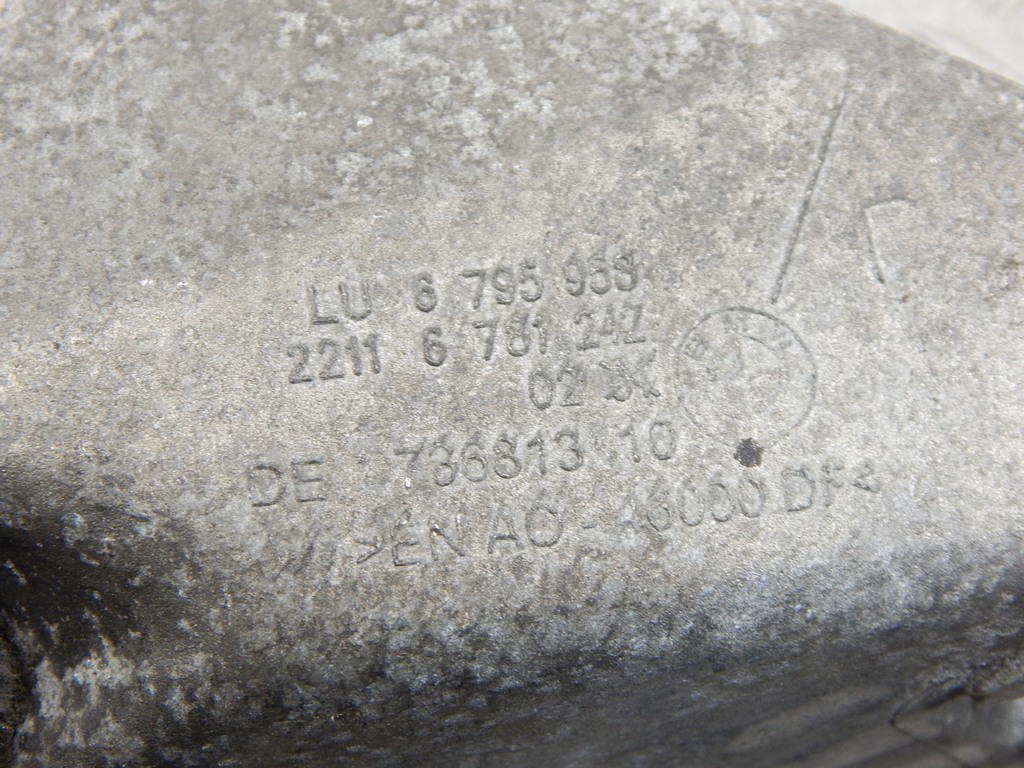 LU 6 795 958
2211 6 781 242
02
DE 736813 10
>EN AC - 46000 DF<